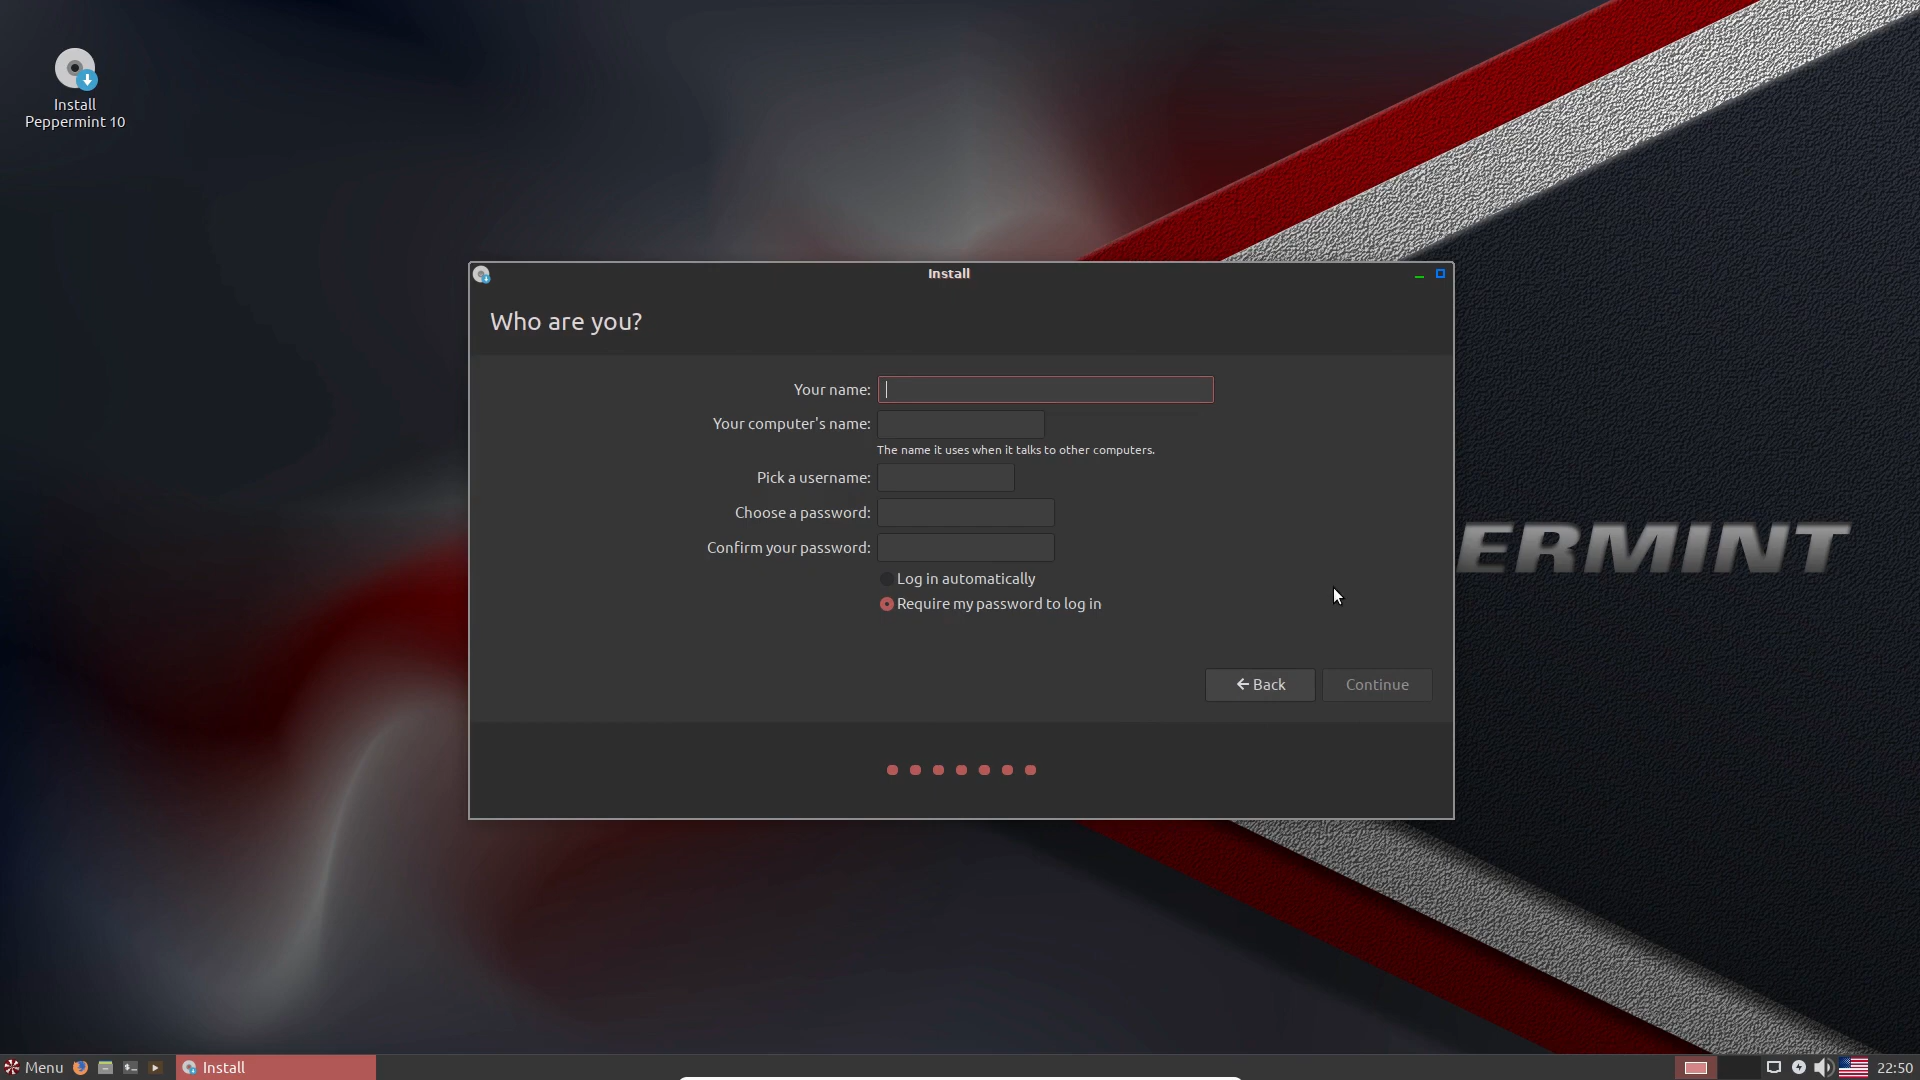 Install
Peppermint 10
Install
Who are you?
Your name:
Your computer's name:
The name it uses when it talks to other computers.
Pick a username:
Choose a password:
Confirm your password:
Log in automatically
Require my password to log in
Back
Continue
ERMINT
Menu
Install
22:50